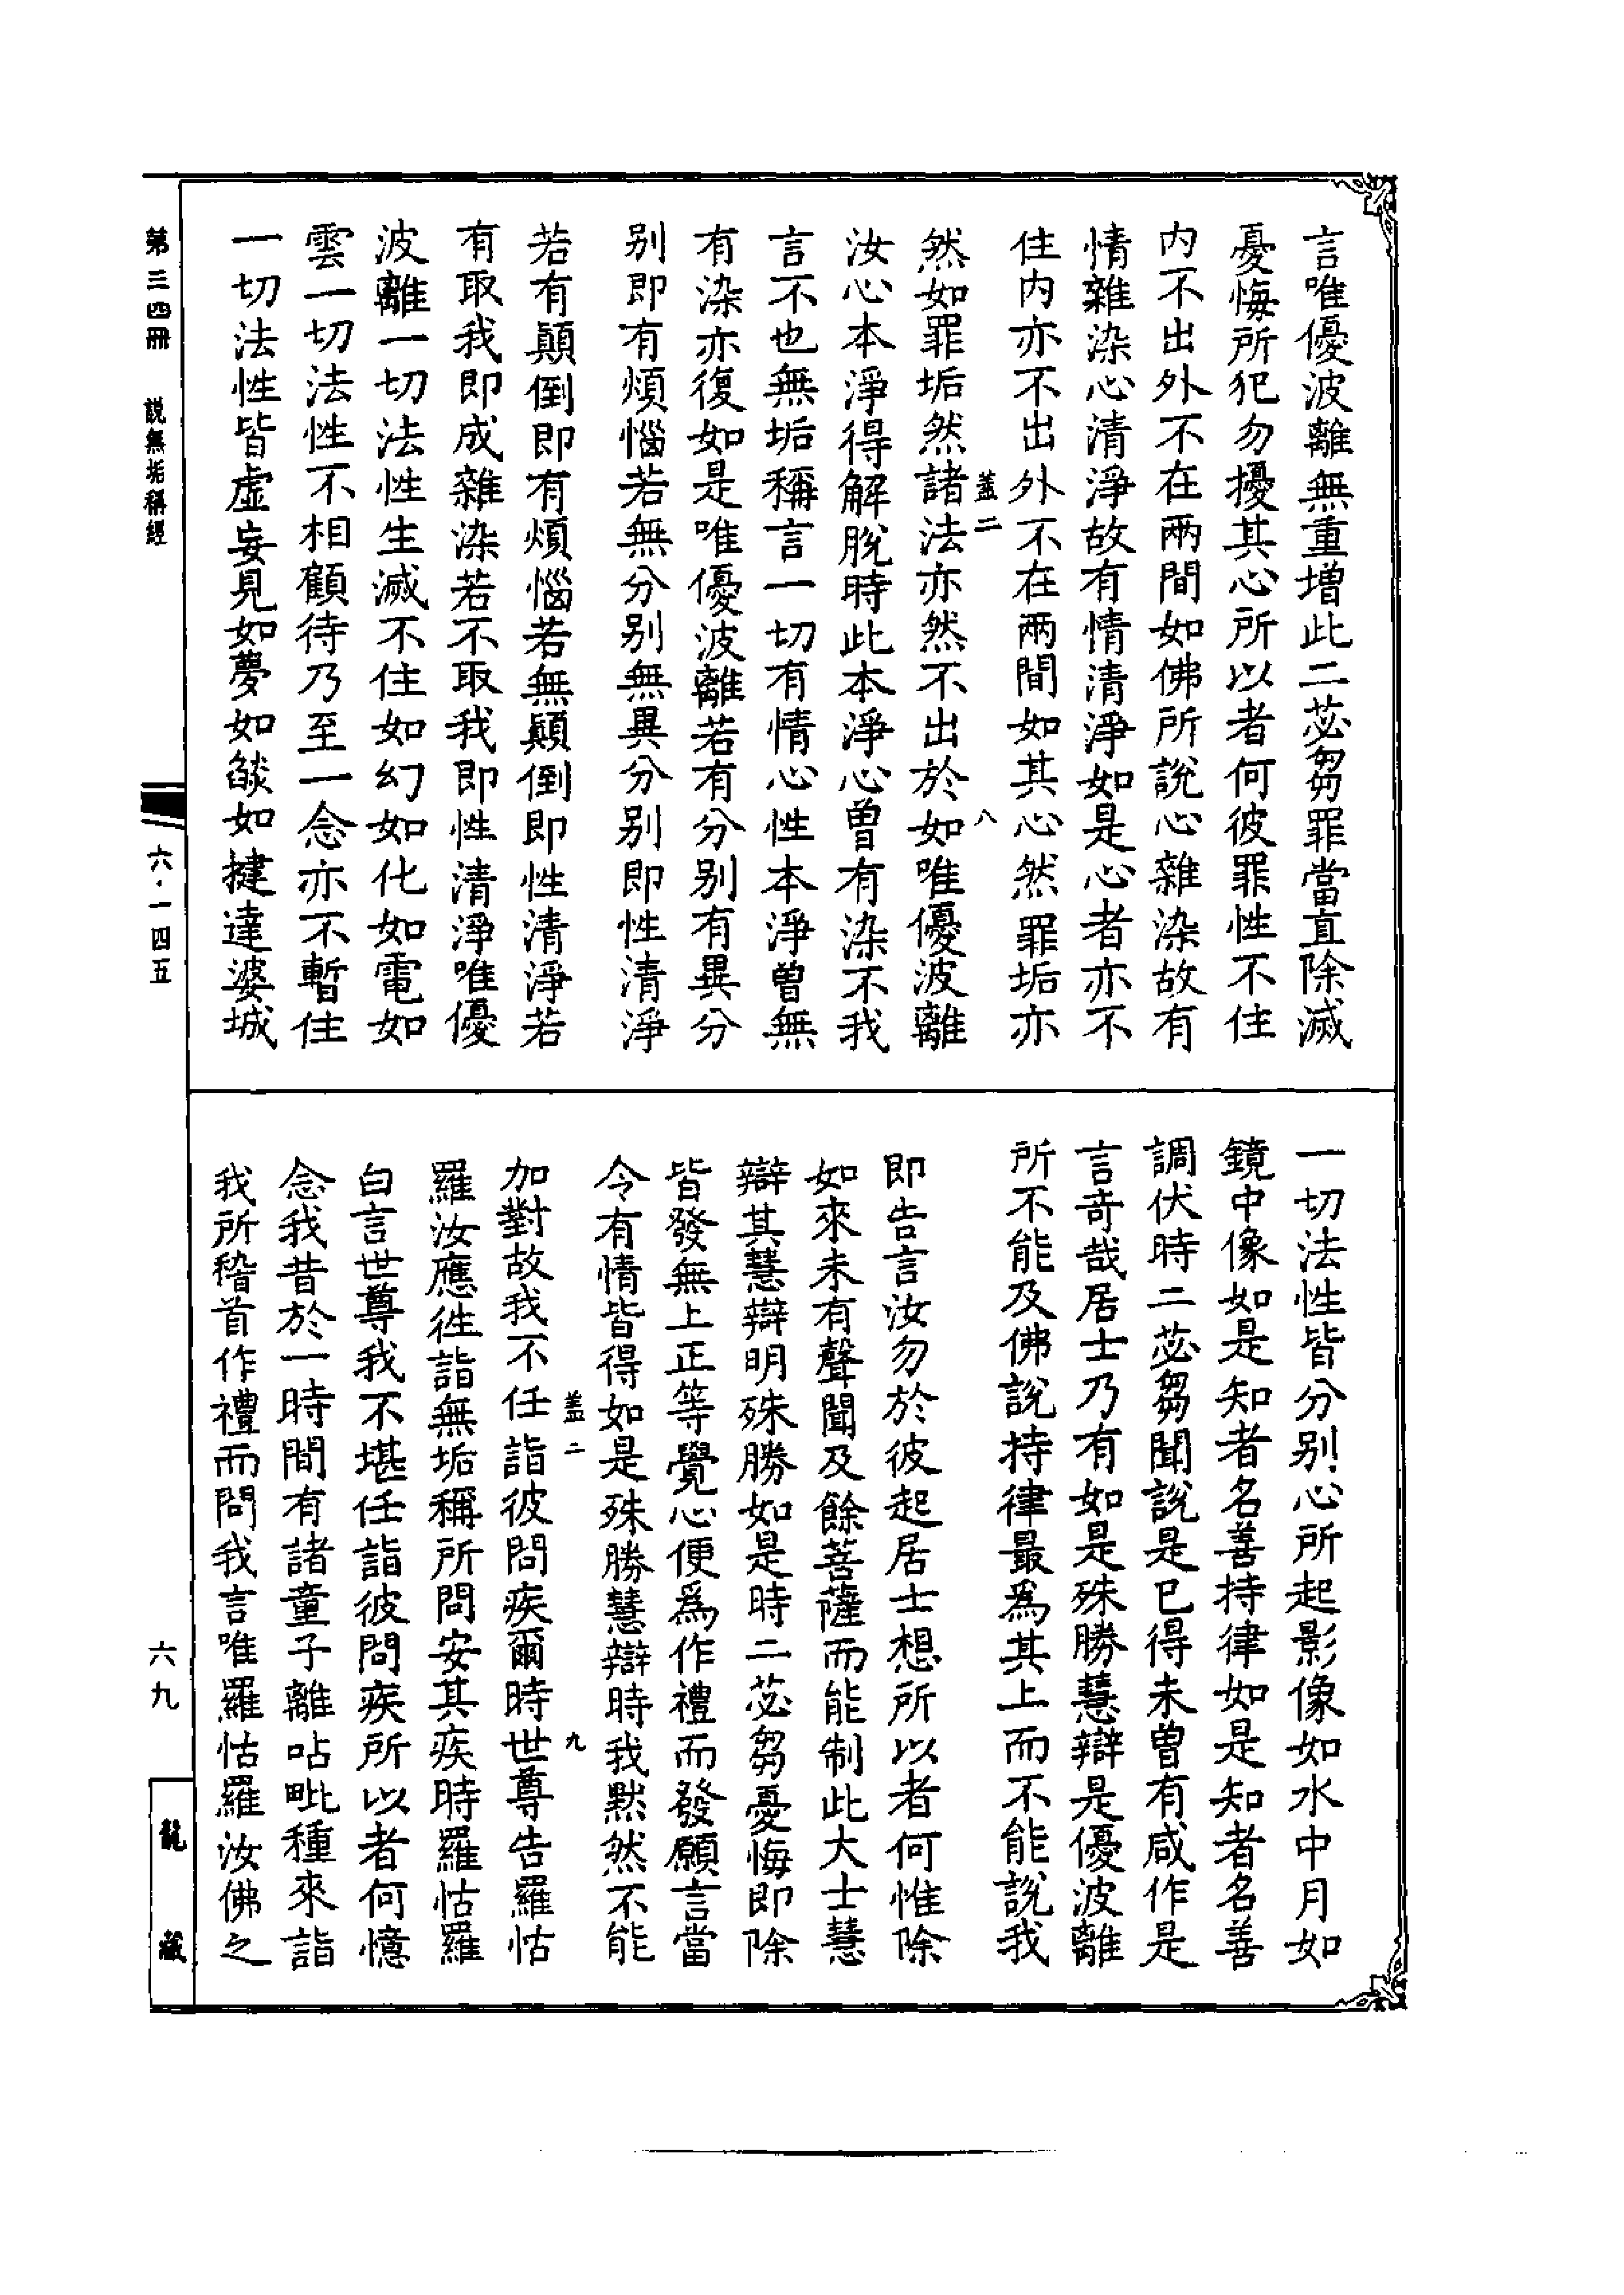 言唯優波離無重增此二苾芻罪當直除滅
憂悔所犯勿擾其心所以者何彼罪性不住
内不出外不在兩間如佛所說心雜染故有
情雜染心清淨故有情清淨如是心者亦不
住内亦不出外不在兩間如其心然罪垢亦
蓋二 八
然如罪垢然諸法亦然不出於如唯優波離
汝心本淨得解脫時此本淨心曾有染不我
言不也無垢稱言一切有情心性本淨曾無
有染亦復如是唯優波離若有分别有異分
别即有煩惱若無分别無異分别即性清淨
若有顛倒即有煩惱若無顛倒即性清淨若
有取我即成雜染若不取我即性清淨唯優
波離一切法性生滅不住如幻如化如電如
雲一切法性不相顧待乃至一念亦不暫住
一切法性皆虛妄見如夢如燄如揵達婆城
一切法性皆分别心所起影像如水中月如
鏡中像如是知者名善持律如是知者名善
調伏時二苾芻聞說是已得未曾有咸作是
言奇哉居士乃有如是殊勝慧辯是優波離
所不能及佛說持律最爲其上而不能說我
即告言汝勿於彼起居士想所以者何惟除
如來未有聲聞及餘菩薩而能制此大士慧
辯其慧辯明殊勝如是時二苾芻憂悔即除
皆發無上正等覺心便爲作禮而發願言當
令有情皆得如是殊勝慧辯時我默然不能
蓋二 九
加對故我不任詣彼問疾爾時世尊告羅怙
羅汝應往詣無垢稱所問安其疾時羅怙羅
白言世尊我不堪任詣彼問疾所以者何憶
念我昔於一時間有諸童子離呫毗種來詣
我所稽首作禮而問我言唯羅怙羅汝佛之
第三四冊 說無垢稱經
六·一四五
六九
龍藏